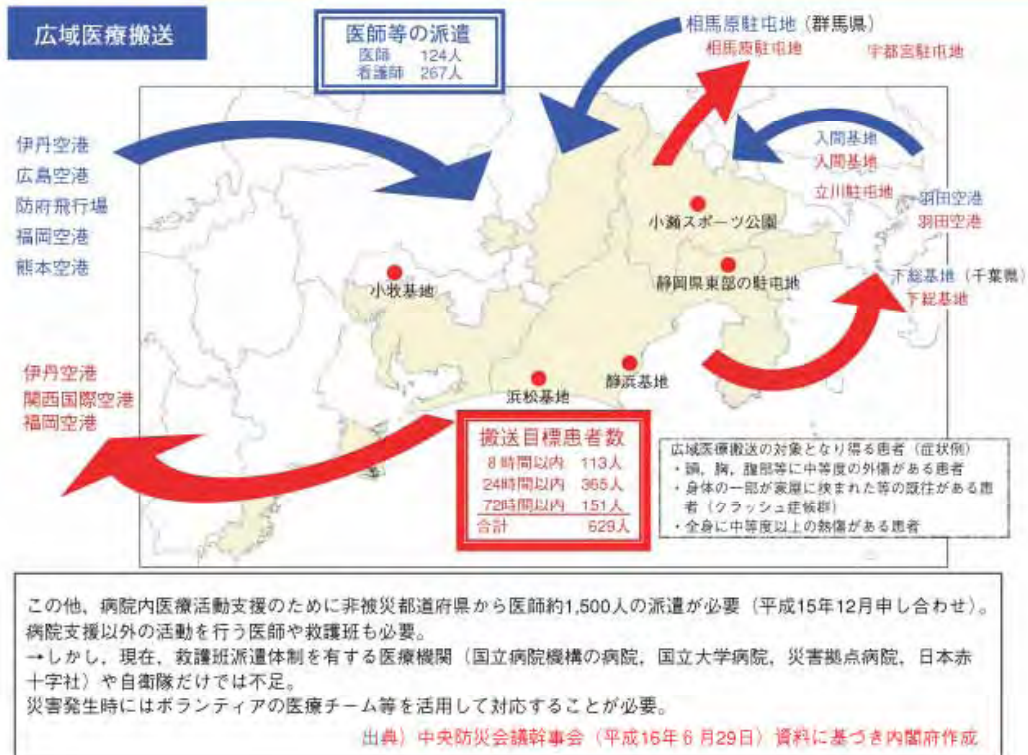 広域医療搬送
医師等の派遣
医師 124人
看護師 267人
相馬原駐屯地（群馬県）
相馬原駐屯地
宇都宮駐屯地
伊丹空港
広島空港
防府飛行場
福岡空港
熊本空港
入間基地
入間基地
立川駐屯地
羽田空港
羽田空港
小瀬スポーツ公園
小牧基地
静岡県東部の駐屯地
下総基地（千葉県）
下総基地
静浜基地
浜松基地
伊丹空港
関西国際空港
福岡空港
搬送目標患者数
8時間以内 113人
24時間以内 365人
72時間以内 151人
合計 629人
広域医療搬送の対象となり得る患者（症状例）
・頭、胸、腹部等に中等度の外傷がある患者
・身体の一部が家屋に挟まれた等の既往がある患
者（クラッシュ症候群）
・全身に中等度以上の熱傷がある患者
この他、病院内医療活動支援のために非被災都道府県から医師約1,500人の派遣が必要（平成15年12月申し合わせ）。
病院支援以外の活動を行う医師や救護班も必要。
→しかし，現在，救護班派遣体制を有する医療機関（国立病院機構の病院，国立大学病院，災害拠点病院，日本赤
十字社）や自衛隊だけでは不足。
災害発生時にはボランティアの医療チーム等を活用して対応することが必要。
出典）中央防災会議幹事会（平成16年6月29日）資料に基づき内閣府作成